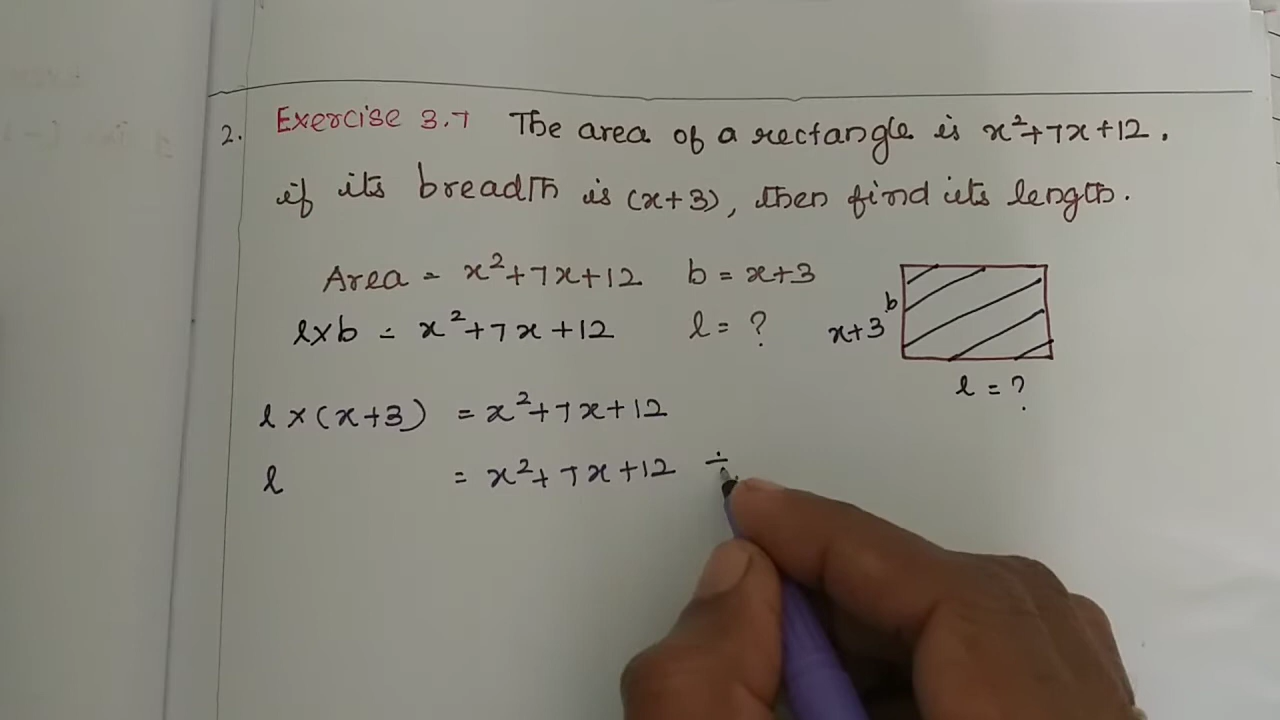 2. Exercise 3.7 The area of a rectangle is x²+7x+12.
if its breadth is (x+3), then find its length.
Area = x²+7x+12 b = x+3
l×b = x²+7x+12 l = ?
b
x+3
l = ?
l×(x+3) = x²+7x+12
l = x²+7x+12 ÷